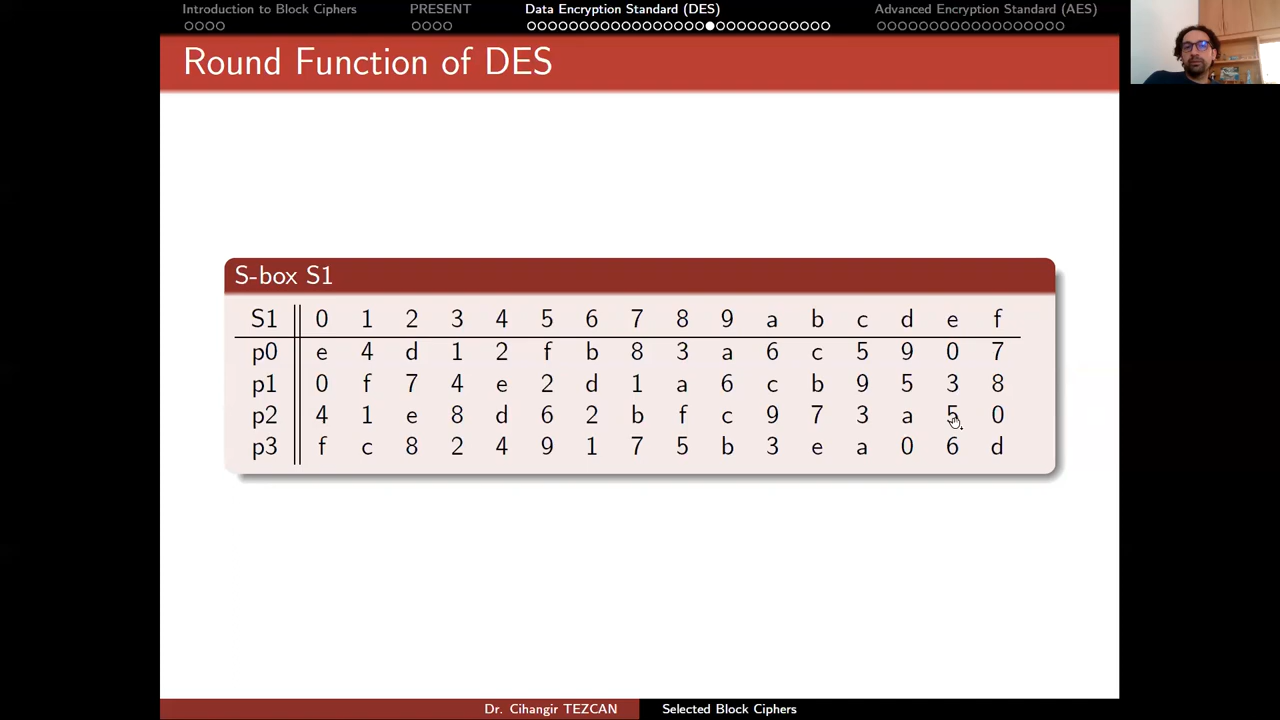 Introduction to Block Ciphers PRESENT Data Encryption Standard (DES) Advanced Encryption Standard (AES)
Round Function of DES
S-box S1
S1 0 1 2 3 4 5 6 7 8 9 a b c d e f
p0 e 4 d 1 2 f b 8 3 a 6 c 5 9 0 7
p1 0 f 7 4 e 2 d 1 a 6 c b 9 5 3 8
p2 4 1 e 8 d 6 2 b f c 9 7 3 a 5 0
p3 f c 8 2 4 9 1 7 5 b 3 e a 0 6 d
Dr. Cihangir TEZCAN Selected Block Ciphers